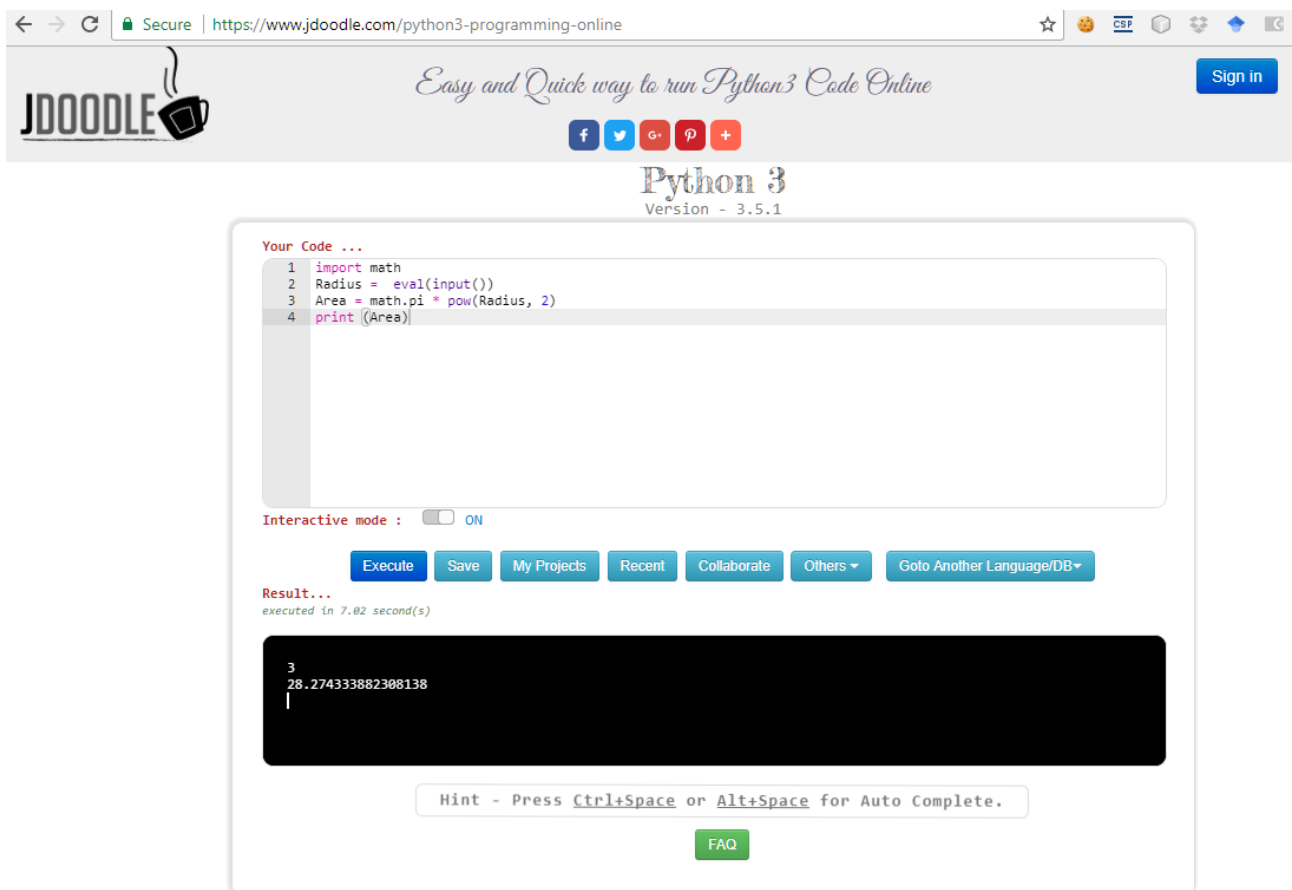 Secure | https://www.jdoodle.com/python3-programming-online
CSP
JDOODLE
Easy and Quick way to run Python3 Code Online
Sign in
f G+ +
Python 3
Version - 3.5.1
Your Code ...
1 import math
2 Radius =  eval(input())
3 Area = math.pi * pow(Radius, 2)
4 print (Area)
Interactive mode : ON
Execute Save My Projects Recent Collaborate Others Goto Another Language/DB
Result...
executed in 7.02 second(s)
3
28.274333882308138
Hint - Press Ctrl+Space or Alt+Space for Auto Complete.
FAQ